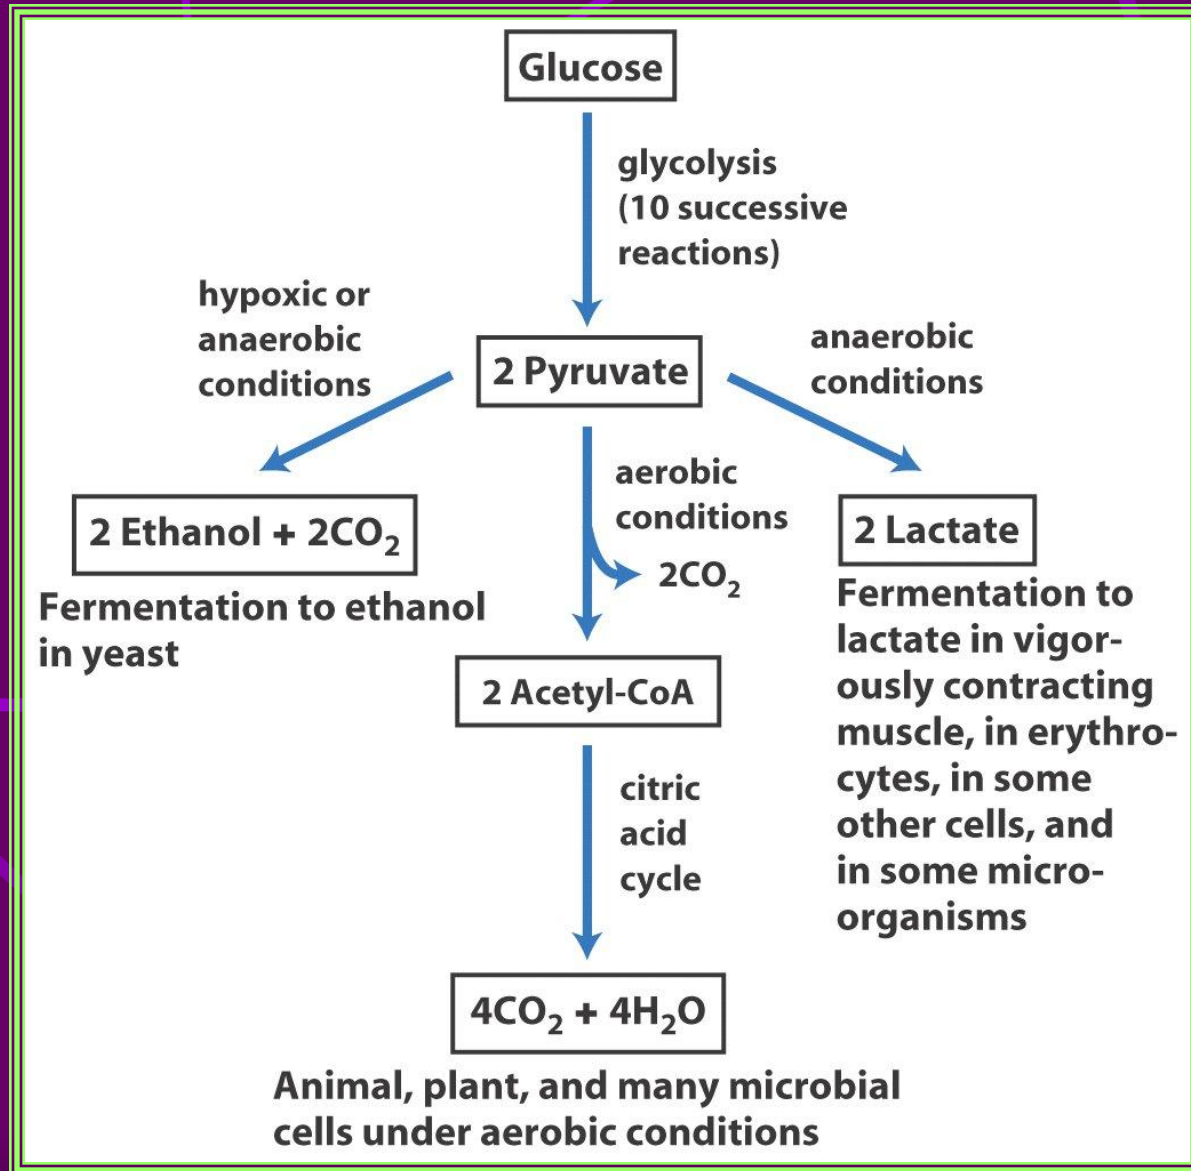 Glucose
glycolysis
(10 successive
reactions)
hypoxic or
anaerobic
conditions
2 Pyruvate
anaerobic
conditions
2 Ethanol + 2CO₂
Fermentation to ethanol
in yeast
aerobic
conditions
2CO₂
2 Lactate
Fermentation to
lactate in vigor-
ously contracting
muscle, in erythro-
cytes, in some
other cells, and
in some micro-
organisms
2 Acetyl-CoA
citric
acid
cycle
4CO₂ + 4H₂O
Animal, plant, and many microbial
cells under aerobic conditions